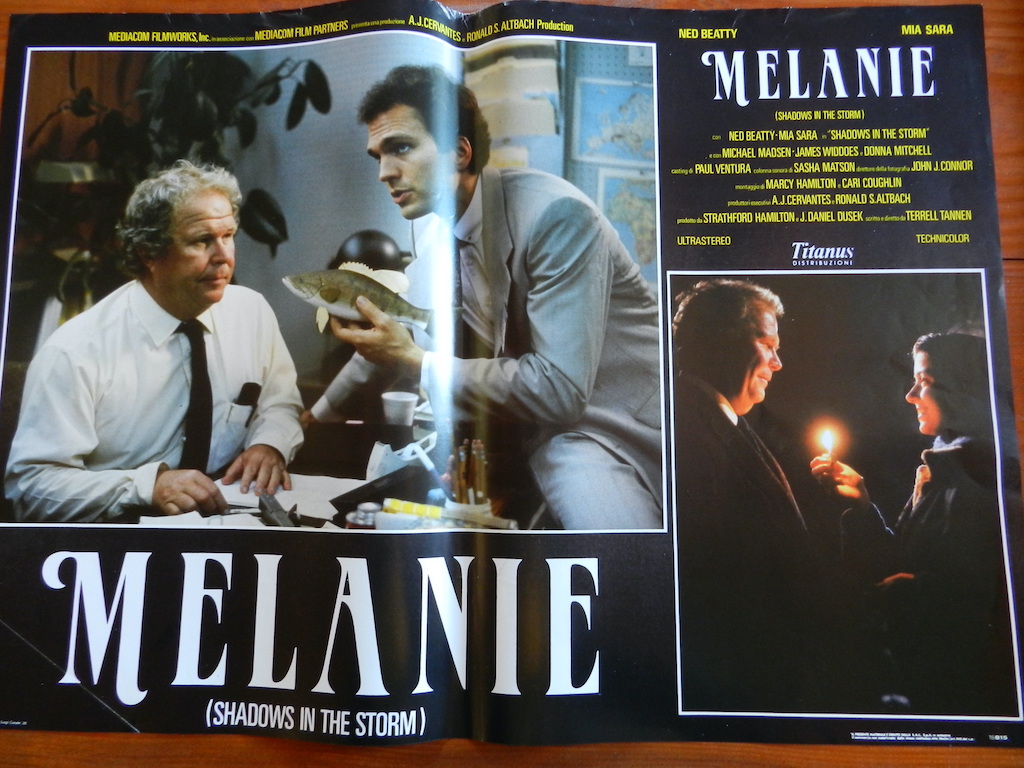 MEDIACOM FILMWORKS, Inc. in associazione con MEDIACOM FILM PARTNERS presenta una produzione A.J.CERVANTES e RONALD S. ALTBACH Production
NED BEATTY MIA SARA
MELANIE
(SHADOWS IN THE STORM)
con NED BEATTY · MIA SARA in "SHADOWS IN THE STORM"
e con MICHAEL MADSEN · JAMES WIDDOES e DONNA MITCHELL
casting di PAUL VENTURA colonna sonora di SASHA MATSON direttore della fotografia JOHN J.CONNOR
montaggio di MARCY HAMILTON e CARI COUGHLIN
produttori esecutivi A.J.CERVANTES e RONALD S.ALTBACH
prodotto da STRATHFORD HAMILTON e J. DANIEL DUSEK scritto e diretto da TERRELL TANNEN
ULTRASTEREO TECHNICOLOR
Titanus
DISTRIBUZIONE
MELANIE
(SHADOWS IN THE STORM)